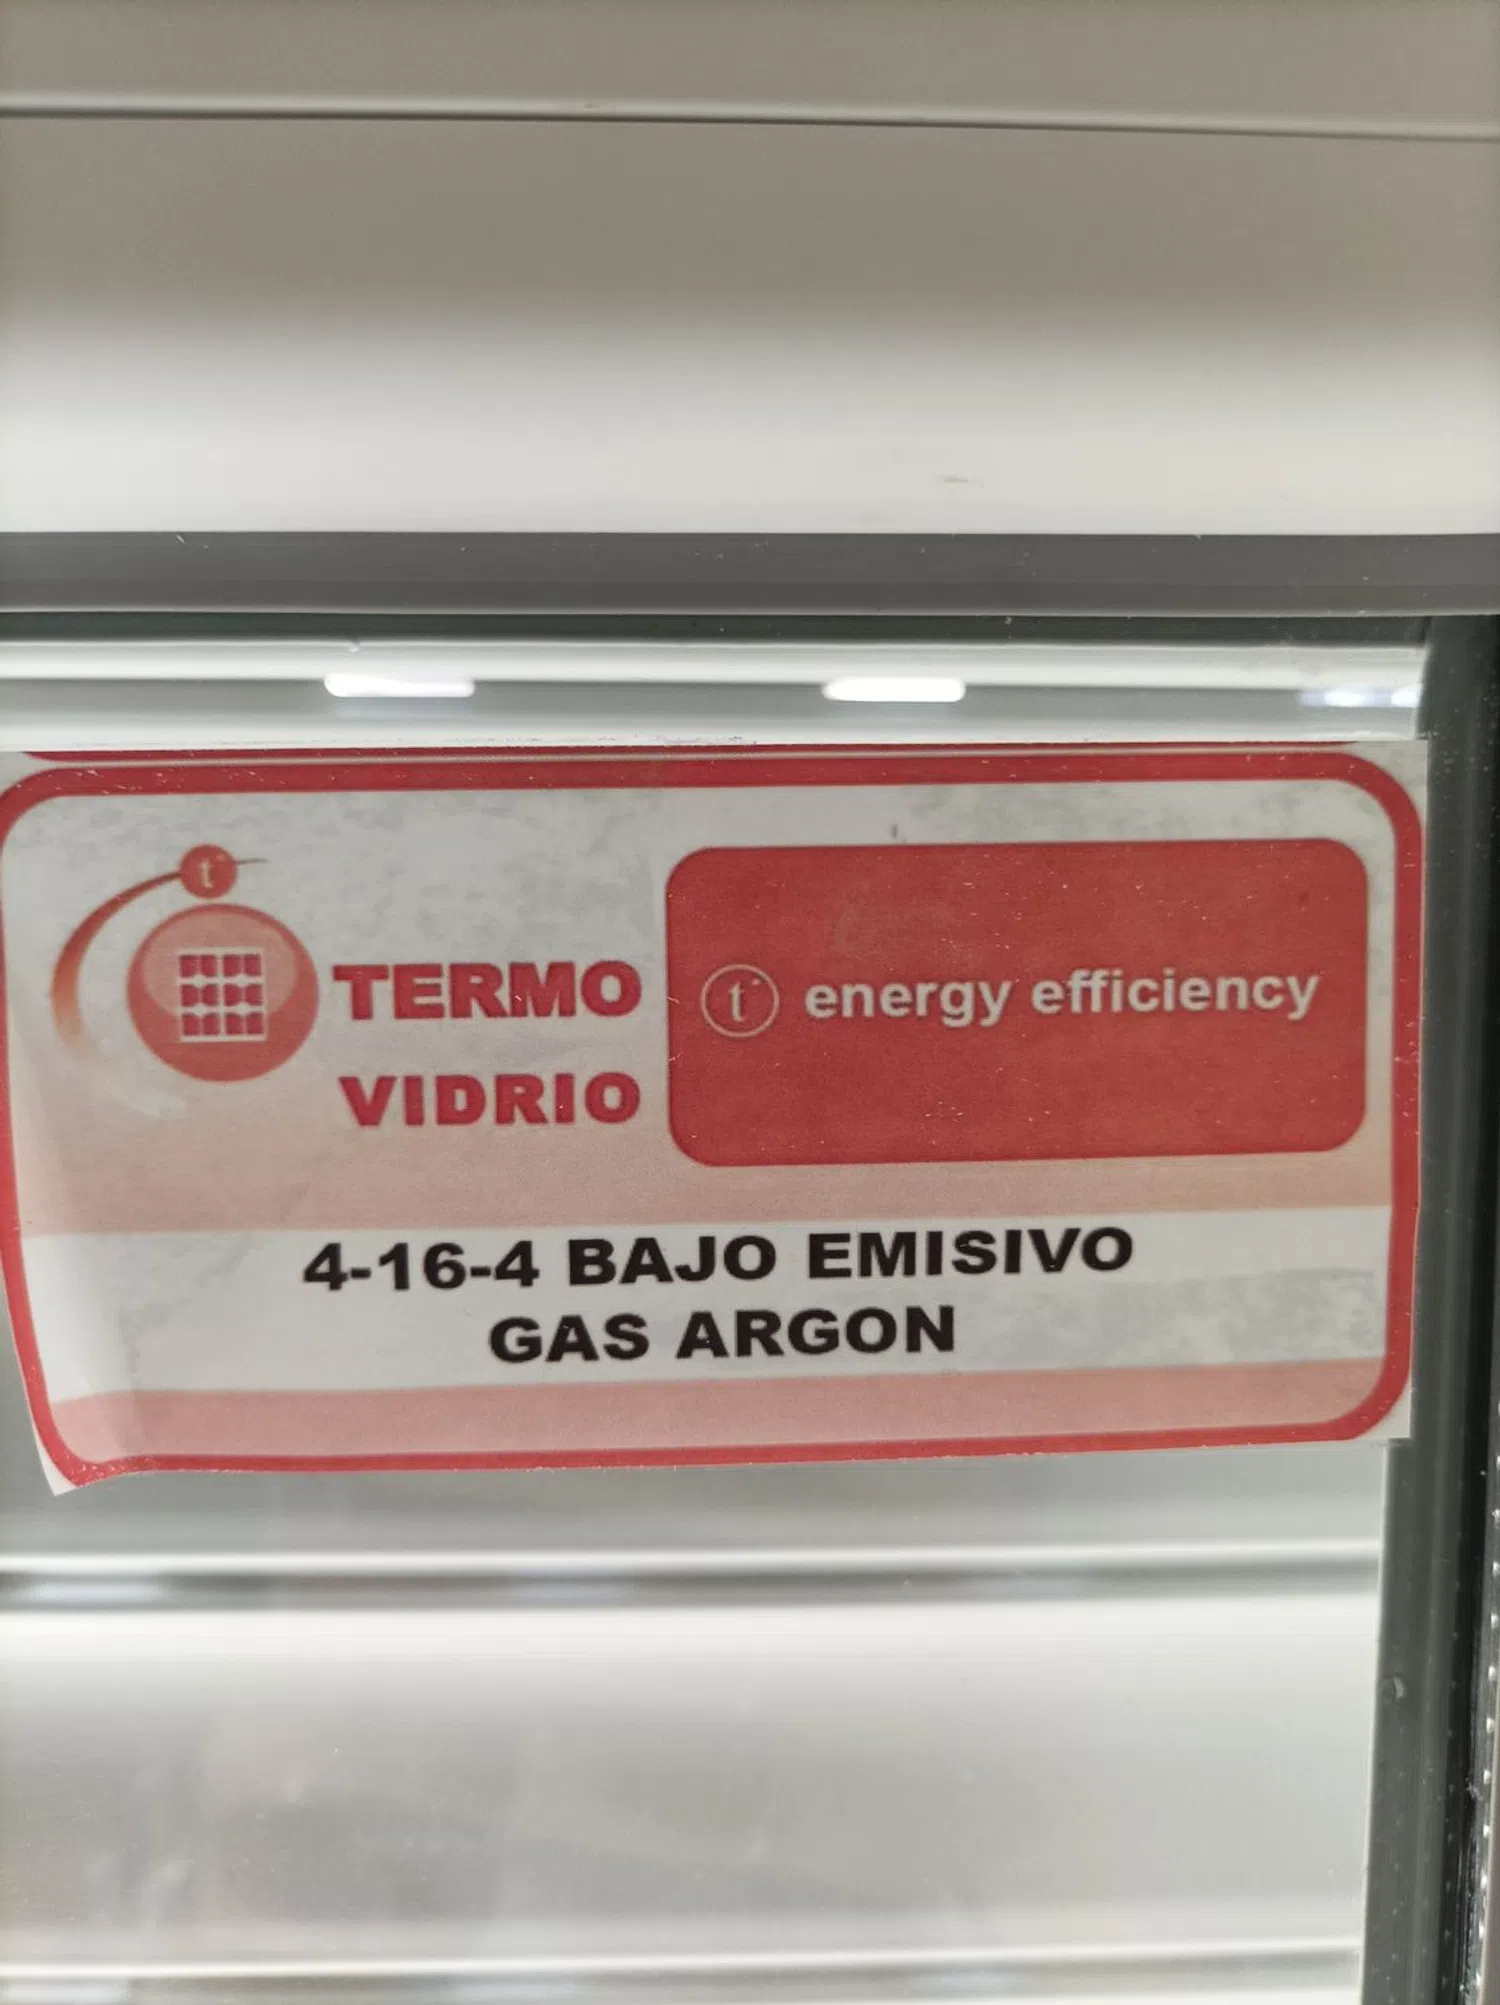 t
TERMO
VIDRIO
t energy efficiency
4-16-4 BAJO EMISIVO
GAS ARGON